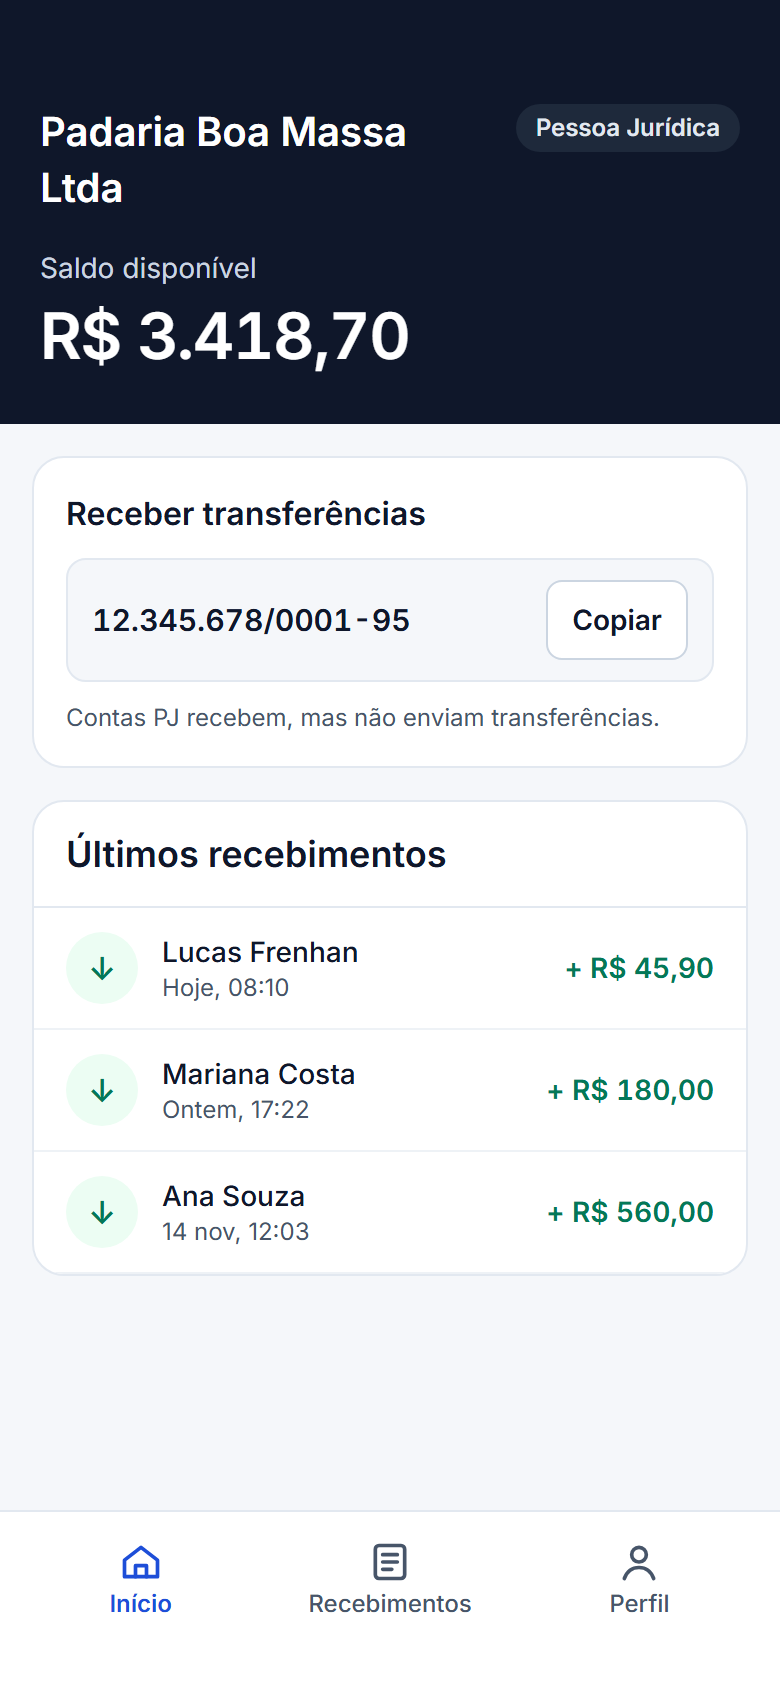 Padaria Boa Massa
Ltda
Pessoa Jurídica
Saldo disponível
R$ 3.418,70
Receber transferências
12.345.678/0001-95
Copiar
Contas PJ recebem, mas não enviam transferências.
Últimos recebimentos
Lucas Frenhan
Hoje, 08:10
+ R$ 45,90
Mariana Costa
Ontem, 17:22
+ R$ 180,00
Ana Souza
14 nov, 12:03
+ R$ 560,00
Início
Recebimentos
Perfil